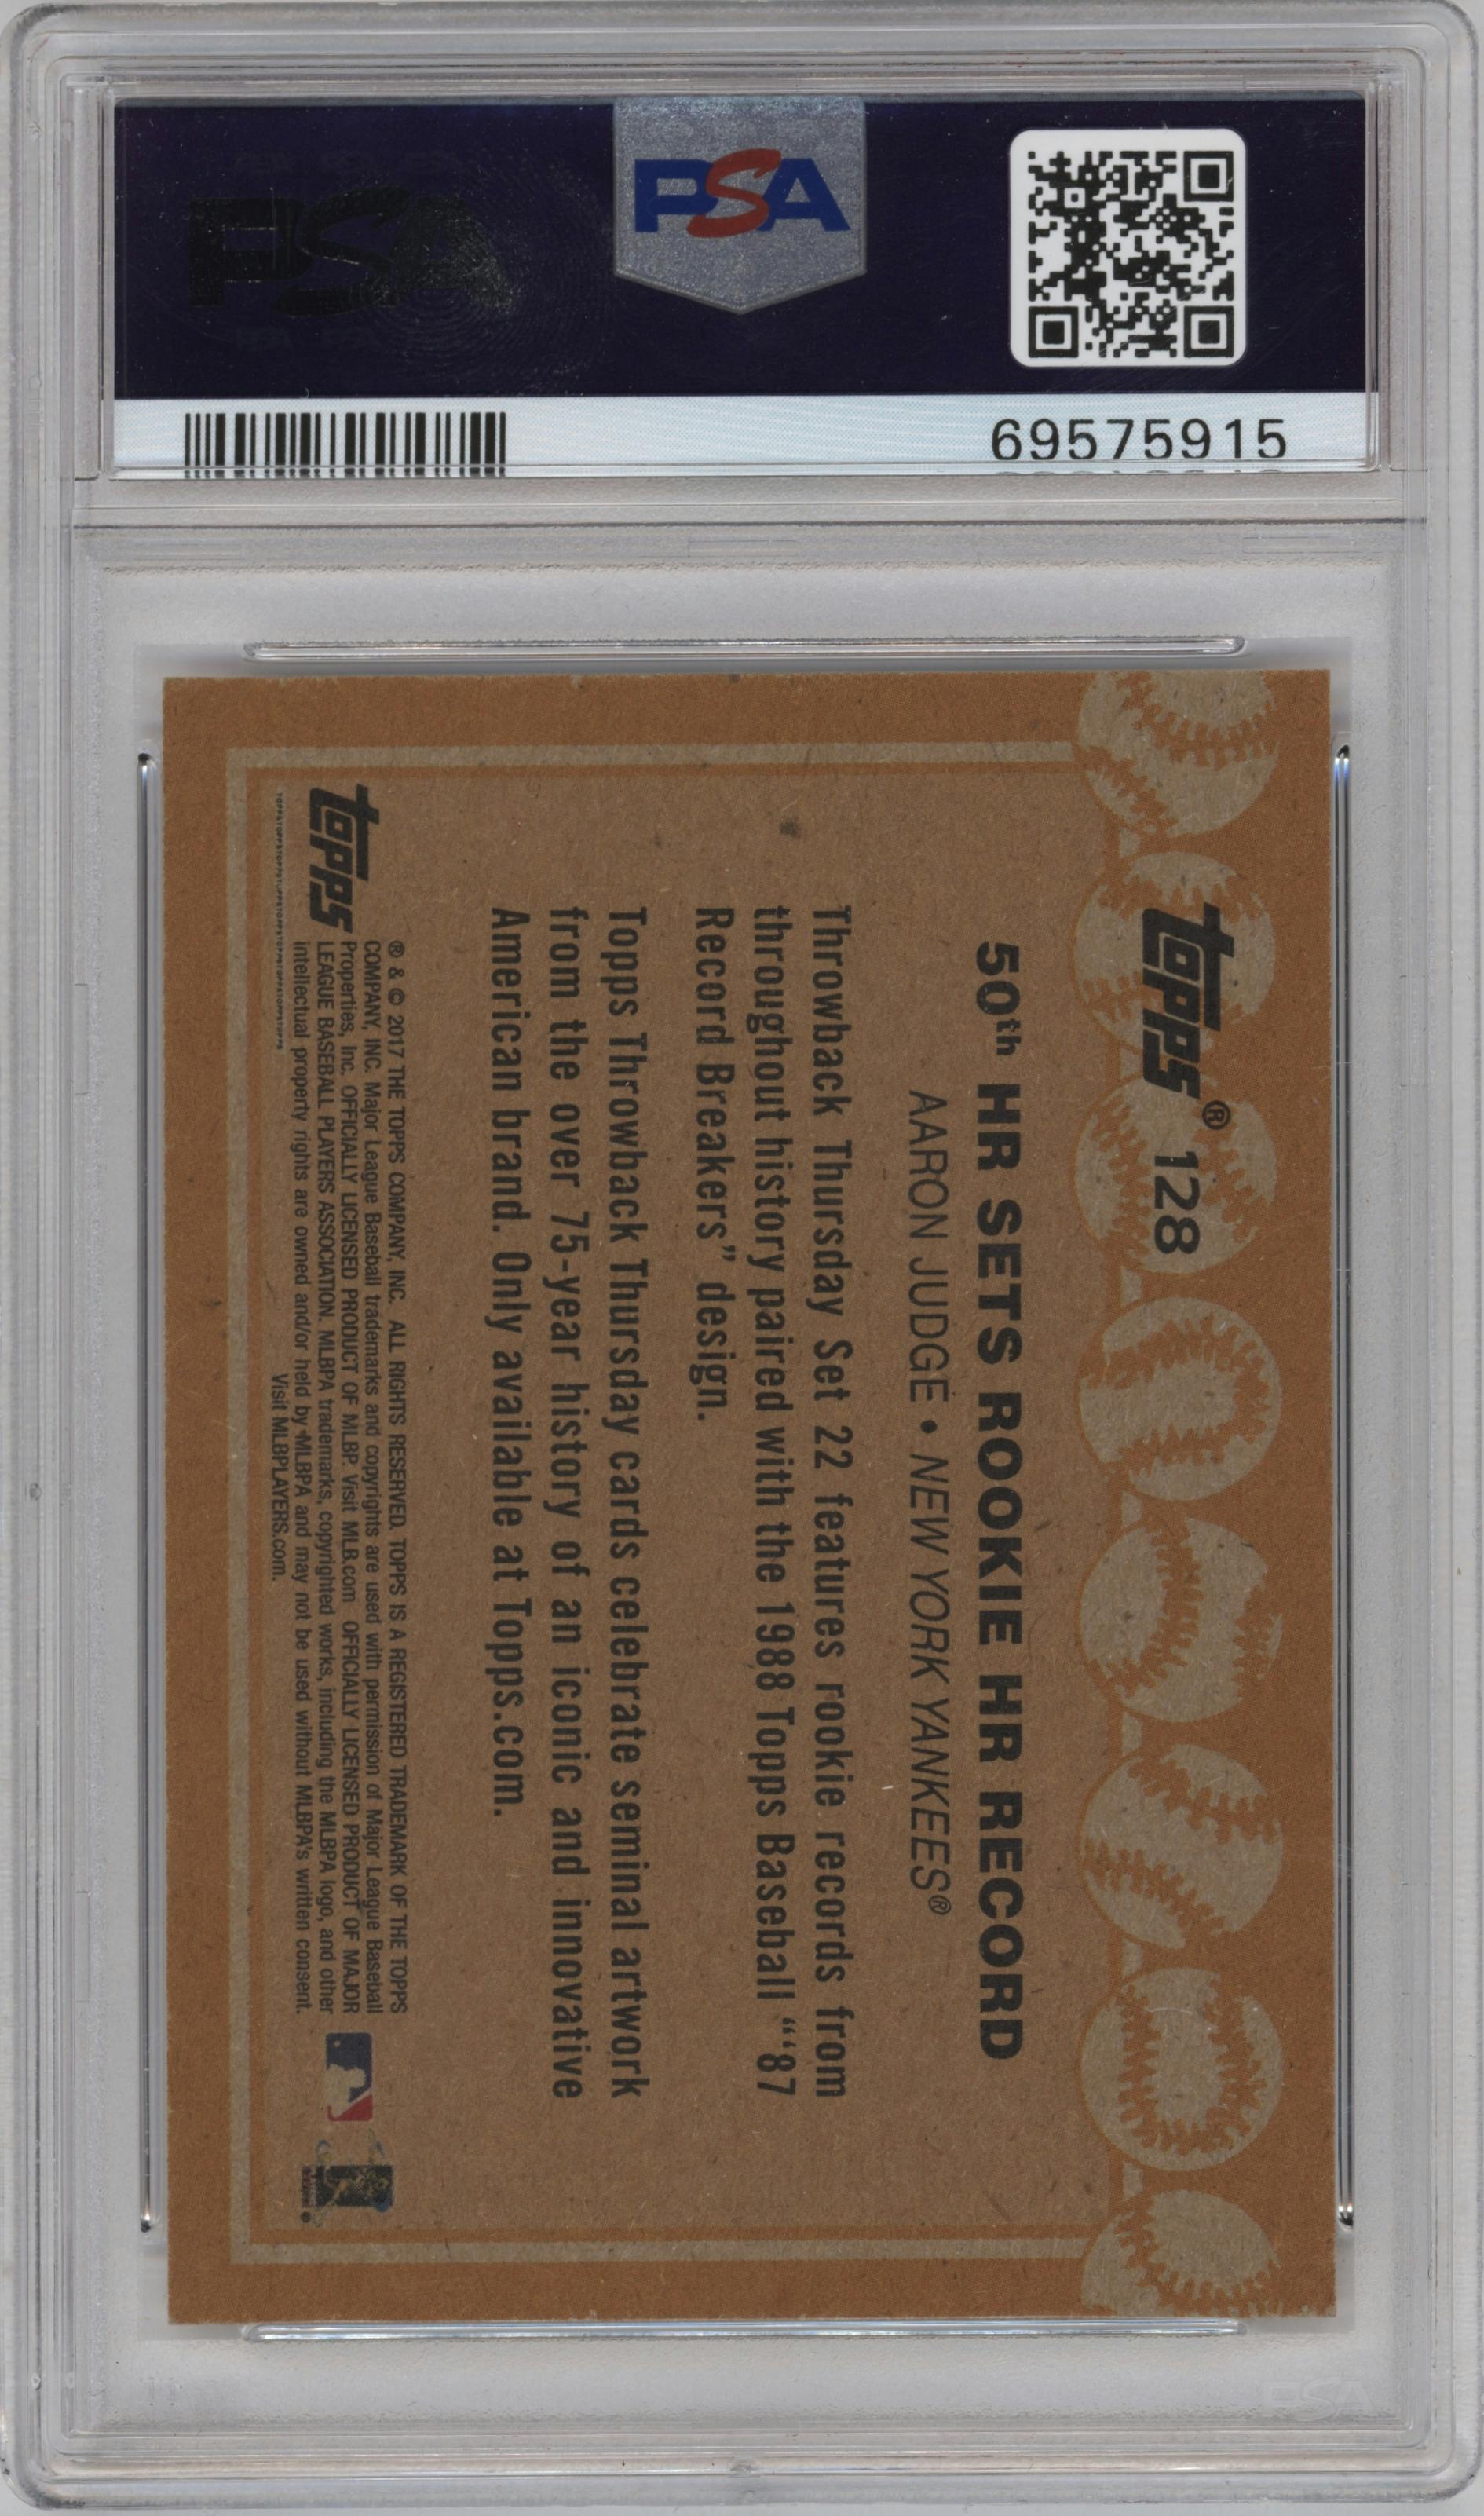 PSA
69575915
topps® 128
50th HR SETS ROOKIE HR RECORD
AARON JUDGE • NEW YORK YANKEES®
Throwback Thursday Set 22 features rookie records from
throughout history paired with the 1988 Topps Baseball “‘87
Record Breakers” design.
Topps Throwback Thursday cards celebrate seminal artwork
from the over 75-year history of an iconic and innovative
American brand. Only available at Topps.com.
topps
® & © 2017 THE TOPPS COMPANY, INC. ALL RIGHTS RESERVED. TOPPS IS A REGISTERED TRADEMARK OF THE TOPPS
COMPANY, INC. Major League Baseball trademarks and copyrights are used with permission of Major League Baseball
Properties, Inc. OFFICIALLY LICENSED PRODUCT OF MLBP. Visit MLB.com OFFICIALLY LICENSED PRODUCT OF MAJOR
LEAGUE BASEBALL PLAYERS ASSOCIATION. MLBPA trademarks, copyrighted works, including the MLBPA logo, and other
intellectual property rights are owned and/or held by MLBPA and may not be used without MLBPA's written consent.
Visit MLBPLAYERS.com.
PSA